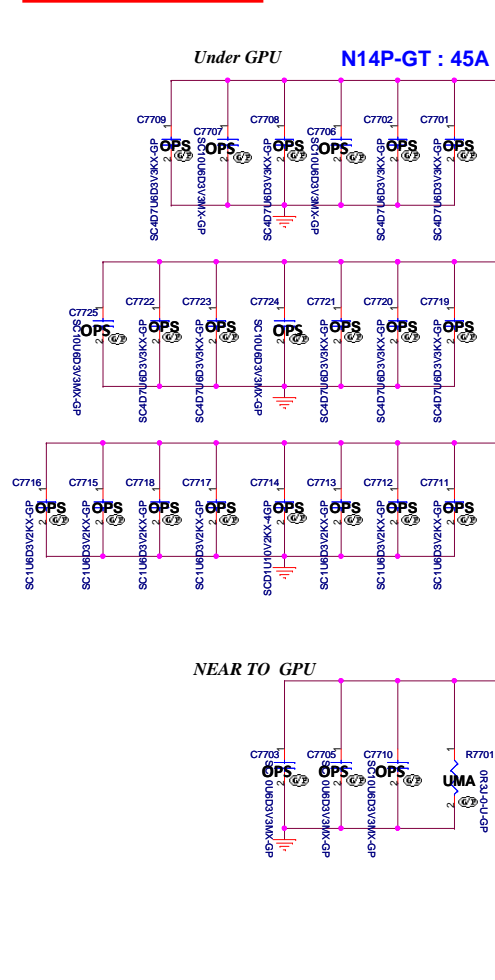 Under GPU
N14P-GT : 45A
C7709 C7707 C7708 C7706 C7702 C7701
OPS OPS OPS OPS OPS OPS
SC4D7U6D3V3KX-GP SC10U6D3V3MX-GP SC4D7U6D3V3KX-GP SC10U6D3V3MX-GP SC4D7U6D3V3KX-GP SC4D7U6D3V3KX-GP
C7725 C7722 C7723 C7724 C7721 C7720 C7719
OPS OPS OPS OPS OPS OPS OPS
SC10U6D3V3MX-GP SC4D7U6D3V3KX-GP SC4D7U6D3V3KX-GP SC10U6D3V3MX-GP SC4D7U6D3V3KX-GP SC4D7U6D3V3KX-GP SC4D7U6D3V3KX-GP
C7716 C7715 C7718 C7717 C7714 C7713 C7712 C7711
OPS OPS OPS OPS OPS OPS OPS OPS
SC1U6D3V2KX-GP SC1U6D3V2KX-GP SC1U6D3V2KX-GP SC1U6D3V2KX-GP SCD1U10V2KX-4GP SC1U6D3V2KX-GP SC1U6D3V2KX-GP SC1U6D3V2KX-GP
NEAR TO GPU
C7703 C7705 C7710 R7701
OPS OPS OPS UMA
SC10U6D3V3MX-GP SC10U6D3V3MX-GP SC10U6D3V3MX-GP 0R3J-0-U-GP